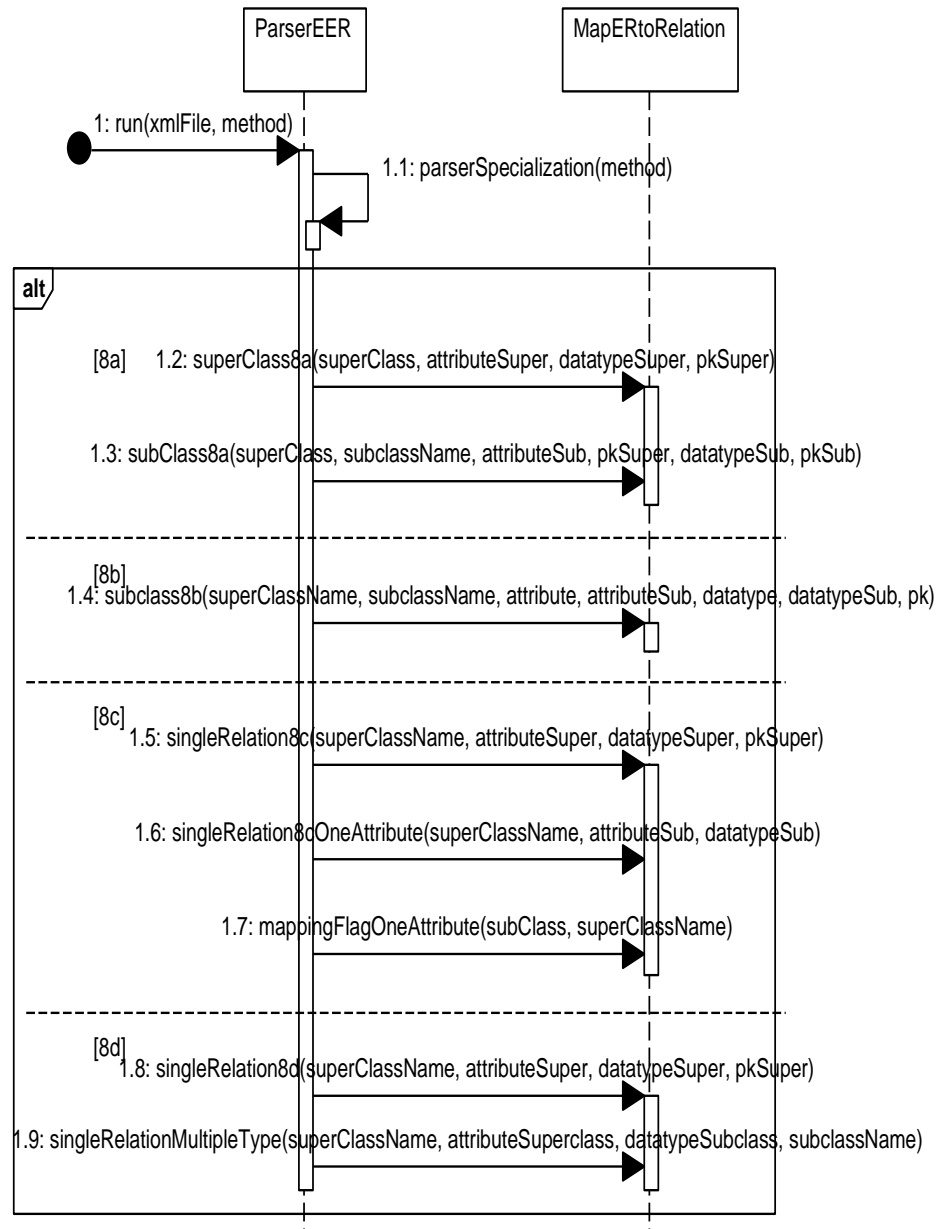 ParserEER
MapERtoRelation
1: run(xmlFile, method)
1.1: parserSpecialization(method)
alt
[8a]
1.2: superClass8a(superClass, attributeSuper, datatypeSuper, pkSuper)
1.3: subClass8a(superClass, subclassName, attributeSub, pkSuper, datatypeSub, pkSub)
[8b]
1.4: subclass8b(superClassName, subclassName, attribute, attributeSub, datatype, datatypeSub, pk)
[8c]
1.5: singleRelation8c(superClassName, attributeSuper, datatypeSuper, pkSuper)
1.6: singleRelation8cOneAttribute(superClassName, attributeSub, datatypeSub)
1.7: mappingFlagOneAttribute(subClass, superClassName)
[8d]
1.8: singleRelation8d(superClassName, attributeSuper, datatypeSuper, pkSuper)
1.9: singleRelationMultipleType(superClassName, attributeSuperclass, datatypeSubclass, subclassName)